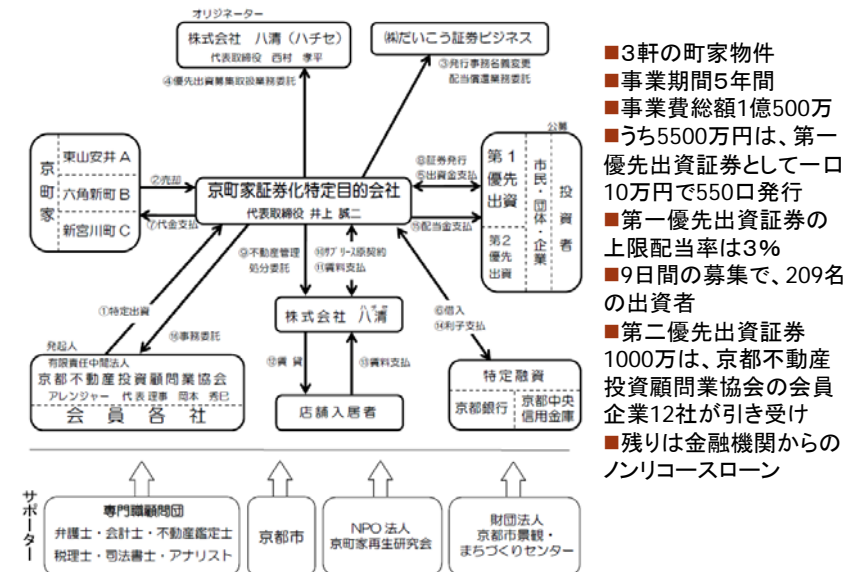 オリジネーター
株式会社 八清（ハチセ）
代表取締役 西村 孝平
㈱だいこう証券ビジネス
③発行事務名義変更
配当償還業務委託
④優先出資募集取扱業務委託
京町家
東山安井 A
六角新町 B
新宮川町 C
②売却
⑦代金支払
京町家証券化特定目的会社
代表取締役 井上 誠二
⑧証券発行
⑤出資金支払
⑮配当金支払
公募
第1優先出資
第2優先出資
市民・団体・企業
投資者
①特定出資
⑯事務委託
⑨不動産管理
処分委託
⑩ｻﾌﾞﾘｰｽ原契約
⑪賃料支払
⑥借入
⑭利子支払
ハチセ
株式会社 八清
⑫賃 貸
⑬賃料支払
店舗入居者
特定融資
京都銀行
京都中央
信用金庫
発起人
有限責任中間法人
京都不動産投資顧問業協会
アレンジャー 代表理事 岡本 秀巳
会 員 各 社
サポーター
専門職顧問団
弁護士・会計士・不動産鑑定士
税理士・司法書士・アナリスト
京都市
NPO 法人
京町家再生研究会
財団法人
京都市景観・
まちづくりセンター
■3軒の町家物件
■事業期間5年間
■事業費総額1億500万
■うち5500万円は、第一
優先出資証券として一口
10万円で550口発行
■第一優先出資証券の
上限配当率は3％
■9日間の募集で、209名
の出資者
■第二優先出資証券
1000万は、京都不動産
投資顧問業協会の会員
企業12社が引き受け
■残りは金融機関からの
ノンリコースローン